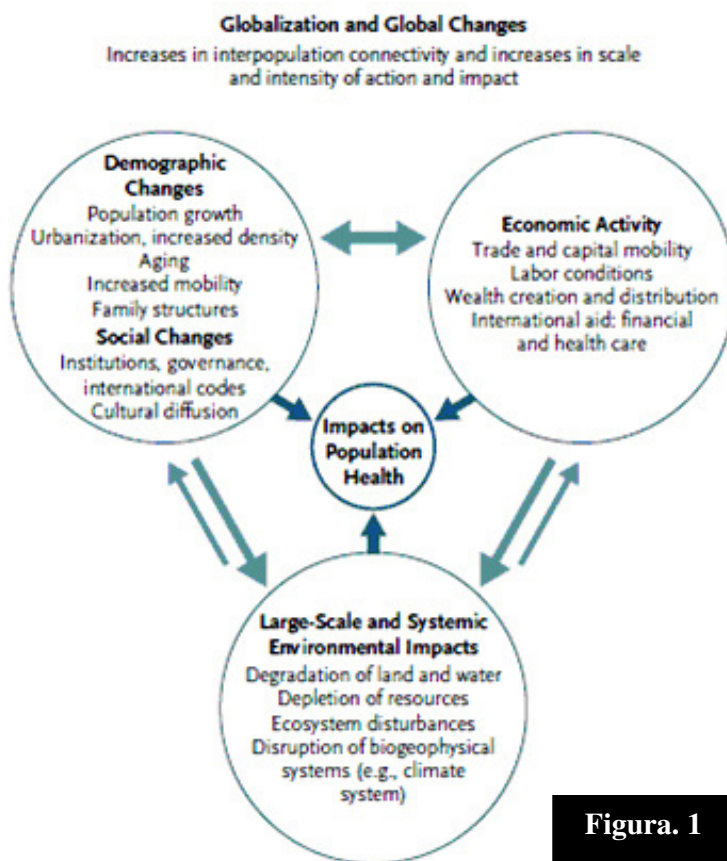 Globalization and Global Changes
Increases in interpopulation connectivity and increases in scale
and intensity of action and impact
Demographic
Changes
Population growth
Urbanization, increased density
Aging
Increased mobility
Family structures
Social Changes
Institutions, governance,
international codes
Cultural diffusion
Economic Activity
Trade and capital mobility
Labor conditions
Wealth creation and distribution
International aid: financial
and health care
Impacts on
Population
Health
Large-Scale and Systemic
Environmental Impacts
Degradation of land and water
Depletion of resources
Ecosystem disturbances
Disruption of biogeophysical
systems (e.g., climate
system)
Figura. 1